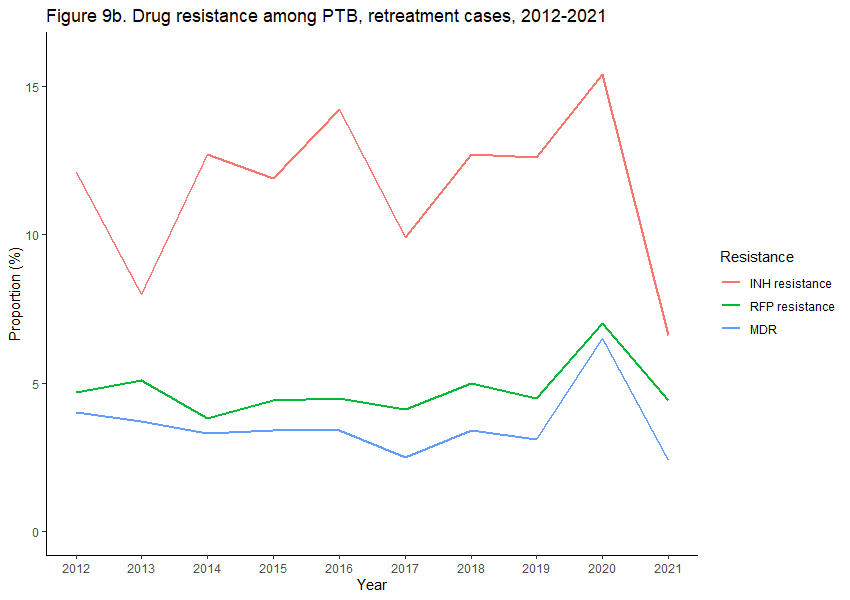 Figure 9b. Drug resistance among PTB, retreatment cases, 2012-2021
Proportion (%)
15
10
5
0
2012 2013 2014 2015 2016 2017 2018 2019 2020 2021
Year
Resistance
INH resistance
RFP resistance
MDR